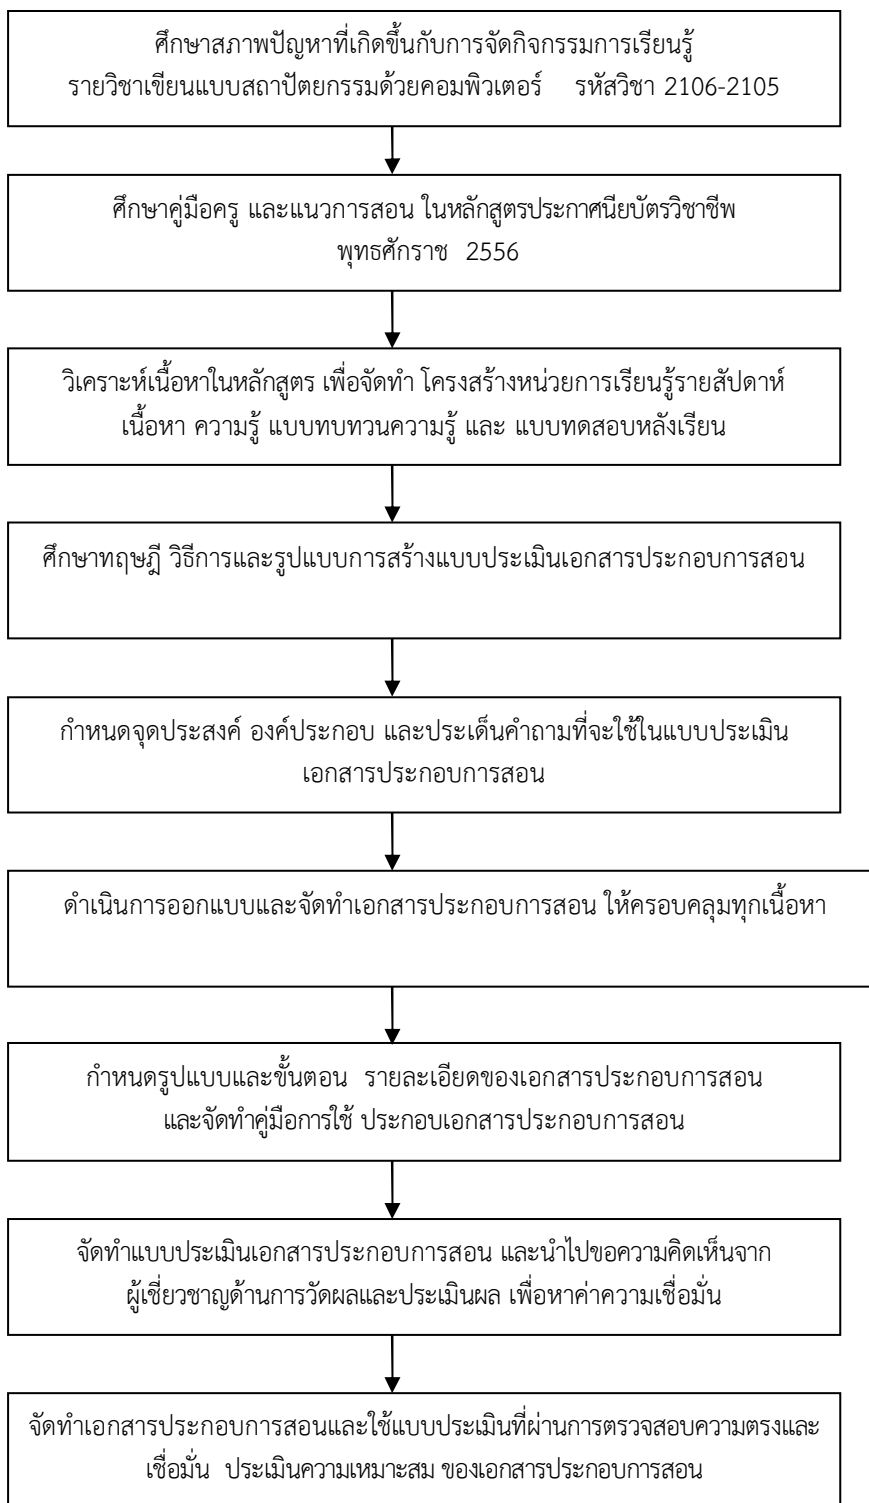 ศึกษาสภาพปัญหาที่เกิดขึ้นกับการจัดกิจกรรมการเรียนรู้
รายวิชาเขียนแบบสถาปัตยกรรมด้วยคอมพิวเตอร์ รหัสวิชา 2106-2105
ศึกษาคู่มือครู และแนวการสอน ในหลักสูตรประกาศนียบัตรวิชาชีพ
พุทธศักราช 2556
วิเคราะห์เนื้อหาในหลักสูตร เพื่อจัดทำ โครงสร้างหน่วยการเรียนรู้รายสัปดาห์
เนื้อหา ความรู้ แบบทบทวนความรู้ และ แบบทดสอบหลังเรียน
ศึกษาทฤษฎี วิธีการและรูปแบบการสร้างแบบประเมินเอกสารประกอบการสอน
กำหนดจุดประสงค์ องค์ประกอบ และประเด็นคำถามที่จะใช้ในแบบประเมิน
เอกสารประกอบการสอน
ดำเนินการออกแบบและจัดทำเอกสารประกอบการสอน ให้ครอบคลุมทุกเนื้อหา
กำหนดรูปแบบและขั้นตอน รายละเอียดของเอกสารประกอบการสอน
และจัดทำคู่มือการใช้ ประกอบเอกสารประกอบการสอน
จัดทำแบบประเมินเอกสารประกอบการสอน และนำไปขอความคิดเห็นจาก
ผู้เชี่ยวชาญด้านการวัดผลและประเมินผล เพื่อหาค่าความเชื่อมั่น
จัดทำเอกสารประกอบการสอนและใช้แบบประเมินที่ผ่านการตรวจสอบความตรงและ
เชื่อมั่น ประเมินความเหมาะสม ของเอกสารประกอบการสอน